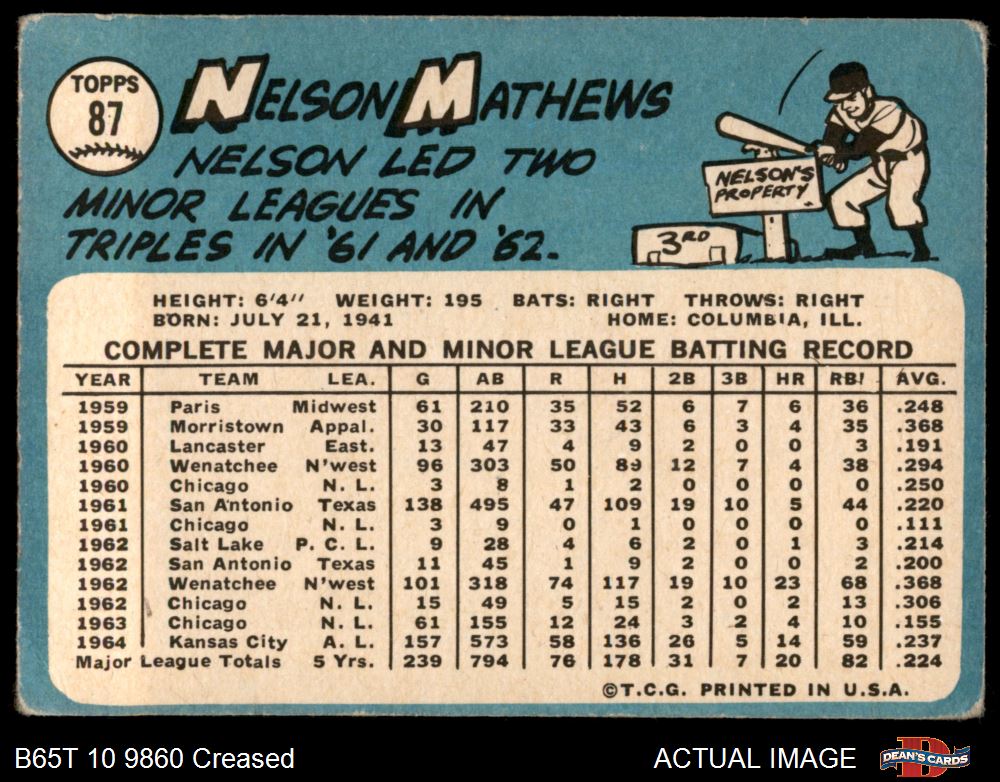 TOPPS
87
NELSON MATHEWS
NELSON LED TWO
MINOR LEAGUES IN
TRIPLES IN '61 AND '62.
NELSON'S
PROPERTY
3RD
HEIGHT: 6'4" WEIGHT: 195 BATS: RIGHT THROWS: RIGHT
BORN: JULY 21, 1941 HOME: COLUMBIA, ILL.
COMPLETE MAJOR AND MINOR LEAGUE BATTING RECORD
YEAR TEAM LEA. G AB R H 2B 3B HR RBI AVG.
1959 Paris Midwest 61 210 35 52 6 7 6 36 .248
1959 Morristown Appal. 30 117 33 43 6 3 4 35 .368
1960 Lancaster East. 13 47 4 9 2 0 0 3 .191
1960 Wenatchee N'west 96 303 50 89 12 7 4 38 .294
1960 Chicago N. L. 3 8 1 2 0 0 0 0 .250
1961 San Antonio Texas 138 495 47 109 19 10 5 44 .220
1961 Chicago N. L. 3 9 0 1 0 0 0 0 .111
1962 Salt Lake P. C. L. 9 28 4 6 2 0 1 3 .214
1962 San Antonio Texas 11 45 1 9 2 0 0 2 .200
1962 Wenatchee N'west 101 318 74 117 19 10 23 68 .368
1962 Chicago N. L. 15 49 5 15 2 0 2 13 .306
1963 Chicago N. L. 61 155 12 24 3 2 4 10 .155
1964 Kansas City A. L. 157 573 58 136 26 5 14 59 .237
Major League Totals 5 Yrs. 239 794 76 178 31 7 20 82 .224
©T.C.G. PRINTED IN U.S.A.
B65T 10 9860 Creased ACTUAL IMAGE
DEAN'S CARDS